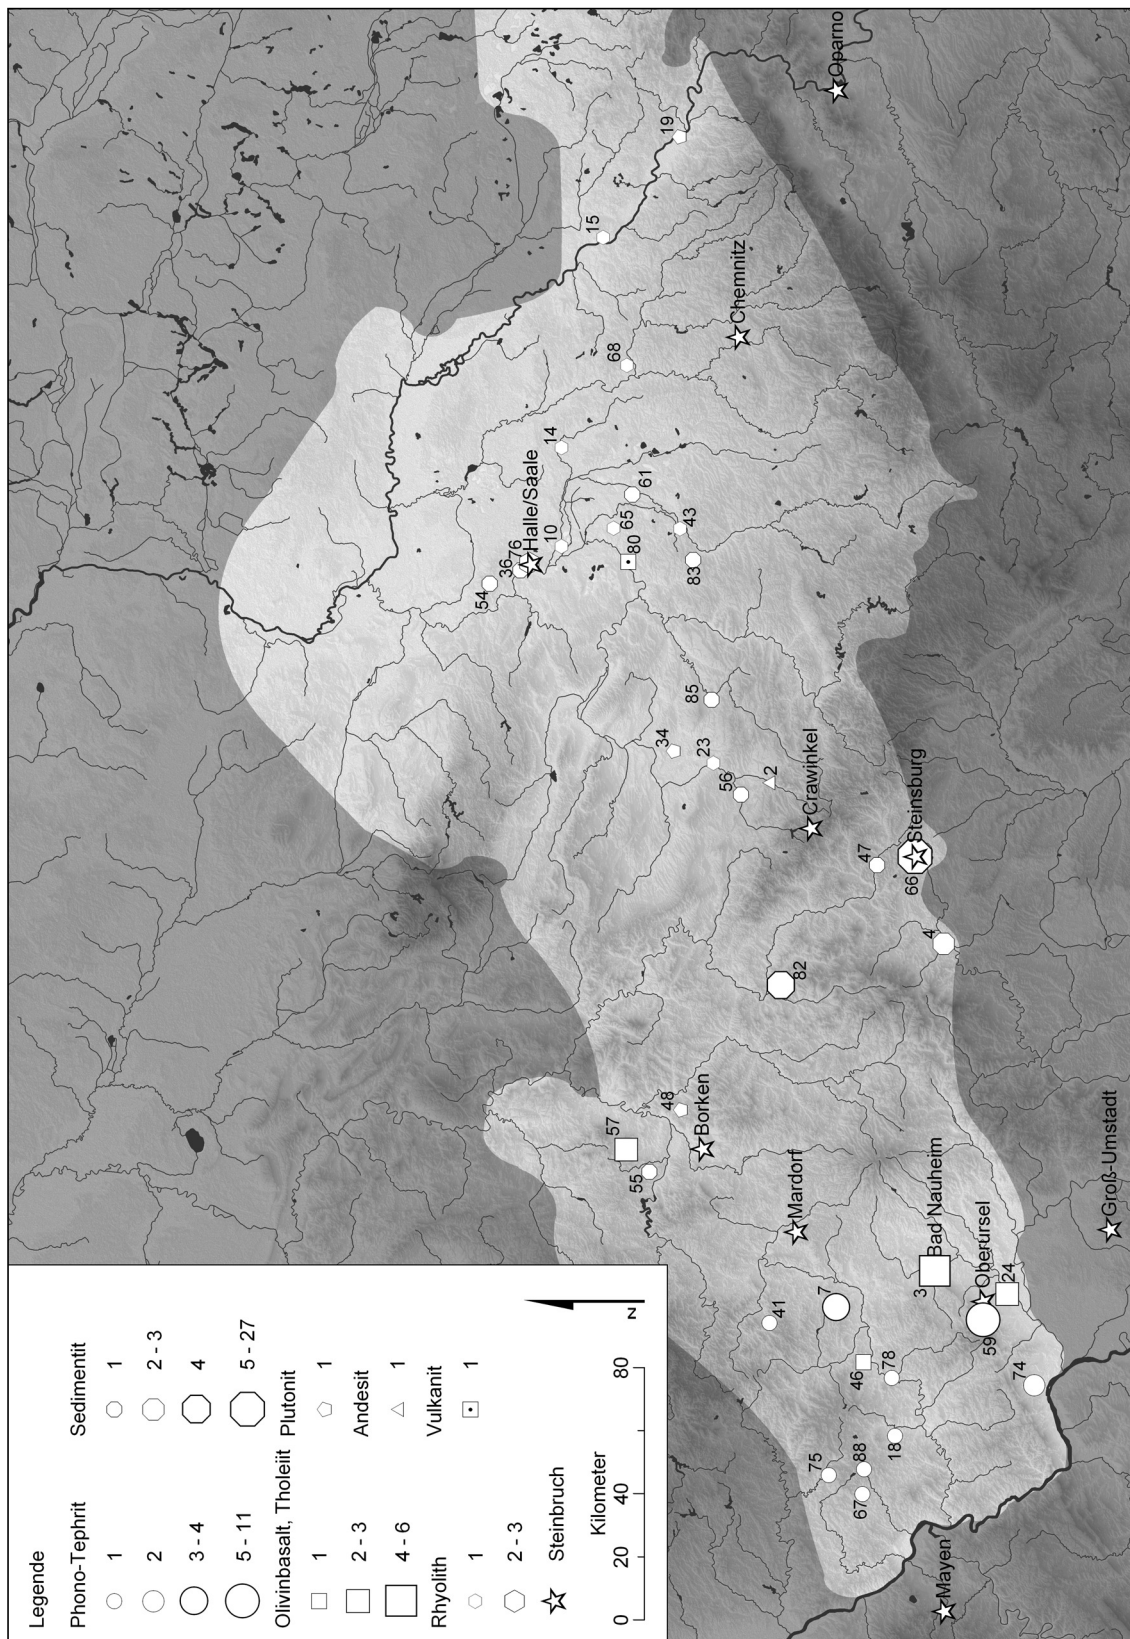 Legende
Phono-Tephrit
1
2
3 - 4
5 - 11
Olivinbasalt, Tholeiit
1
2 - 3
4 - 6
Rhyolith
1
2 - 3
Steinbruch
Sedimentit
1
2 - 3
4
5 - 27
Plutonit
1
Andesit
1
Vulkanit
1
Kilometer
0 20 40 80
N
54
36
76
Halle/Saale
10
14
15
19
68
65
61
80
43
83
Chemnitz
Oparno
34
85
23
56
2
Crawinkel
47
66
Steinsburg
4
82
57
55
48
Borken
Mardorf
41
7
3
Bad Nauheim
Oberursel
59
24
Groß-Umstadt
46
78
74
75
88
18
67
Mayen